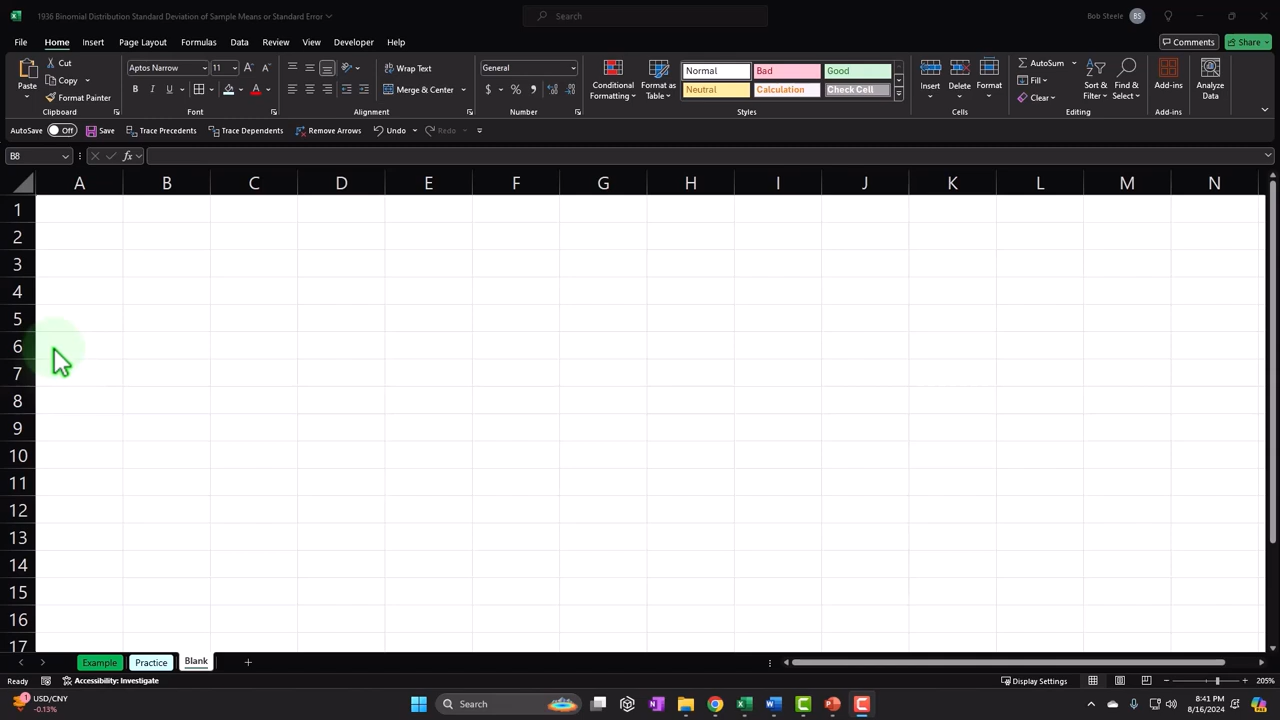 1936 Binomial Distribution Standard Deviation of Sample Means or Standard Error
Search
Bob Steele BS
File Home Insert Page Layout Formulas Data Review View Developer Help
Comments Share
Paste
Cut
Copy
Format Painter
Clipboard
Aptos Narrow 11
B I U
Font
Wrap Text
Merge & Center
Alignment
General
Number
Conditional Formatting
Format as Table
Normal Bad Good
Neutral Calculation Check Cell
Styles
Insert Delete Format
Cells
AutoSum
Fill
Clear
Sort & Filter
Find & Select
Editing
Add-ins
Add-ins
Analyze Data
AutoSave Off Save Trace Precedents Trace Dependents Remove Arrows Undo Redo
B8 fx
A B C D E F G H I J K L M N
1
2
3
4
5
6
7
8
9
10
11
12
13
14
15
16
17
Example Practice Blank
Ready Accessibility: Investigate Display Settings 205%
USD/CNY
-0.13%
Search
8:41 PM
8/16/2024